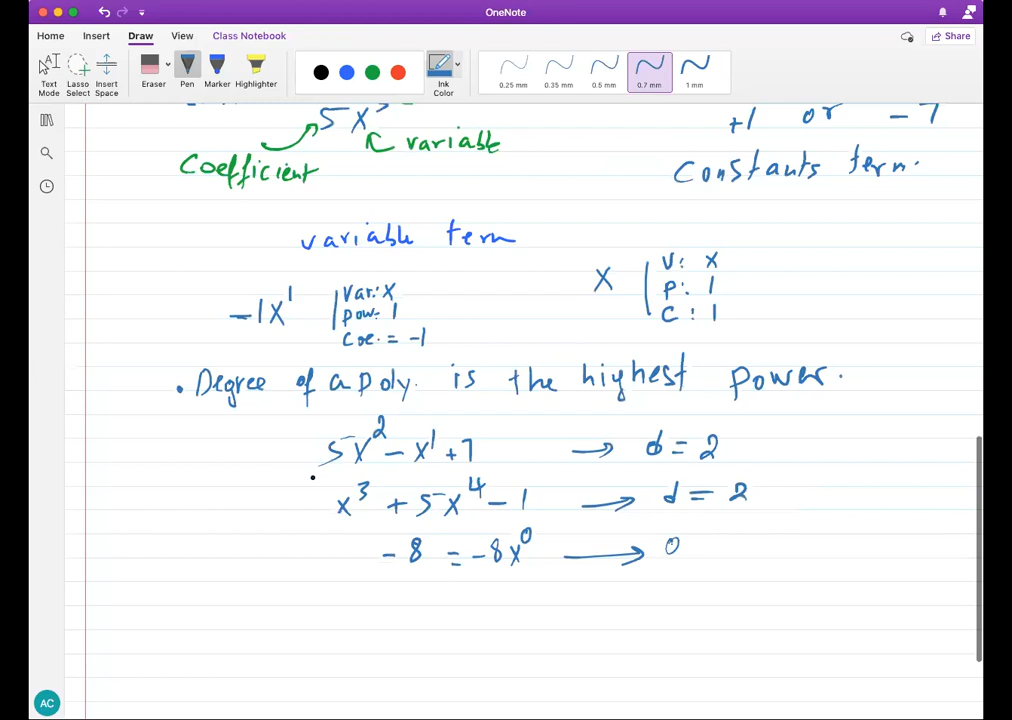 OneNote
Home Insert Draw View Class Notebook Share
Text Mode Lasso Select Insert Space Eraser Pen Marker Highlighter Ink Color 0.25 mm 0.35 mm 0.5 mm 0.7 mm 1 mm
5x³
+1 or -7
variable
Coefficient
Constants term.
variable term
x | V: x
P: 1
C: 1
-1x¹ | Var: x
pow: 1
coe. = -1
. Degree of a poly. is the highest power.
5x² - x¹ + 7 → d = 2
x³ + 5x⁴ - 1 → d = 2
-8 = -8x⁰ → 0
AC